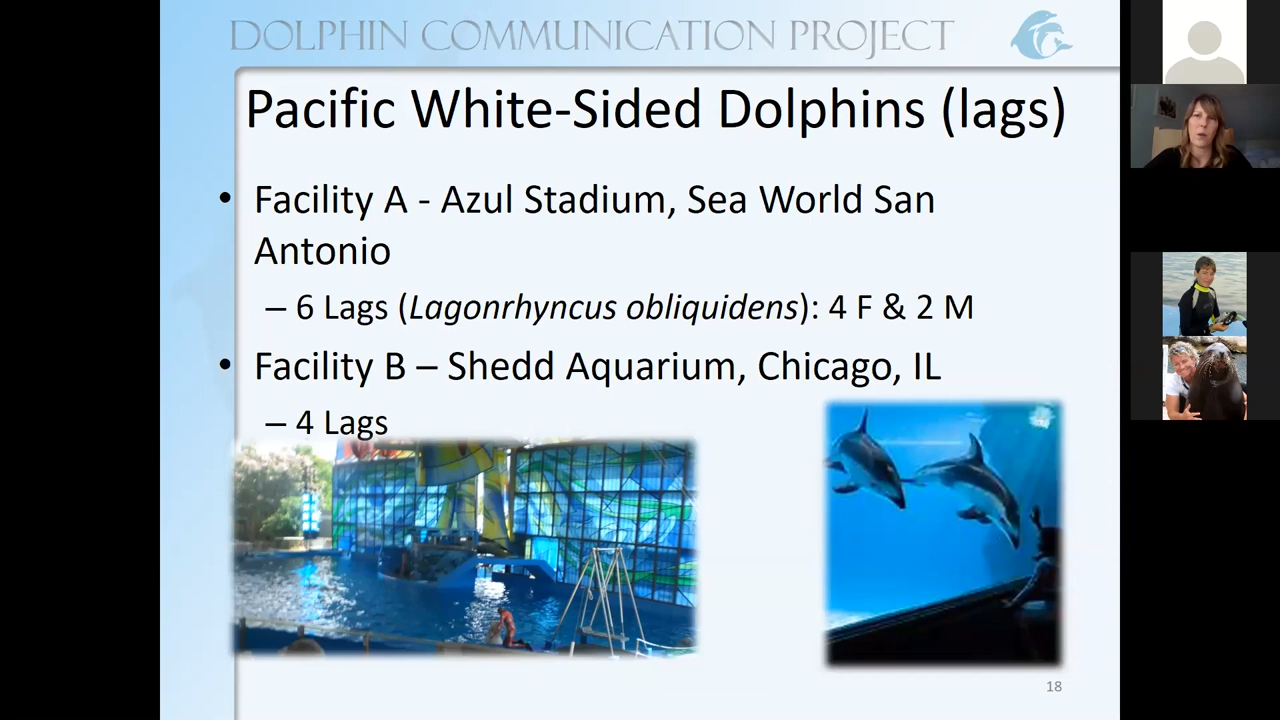 DOLPHIN COMMUNICATION PROJECT
Pacific White-Sided Dolphins (lags)
• Facility A - Azul Stadium, Sea World San
Antonio
– 6 Lags (Lagonrhyncus obliquidens): 4 F & 2 M
• Facility B – Shedd Aquarium, Chicago, IL
– 4 Lags
18